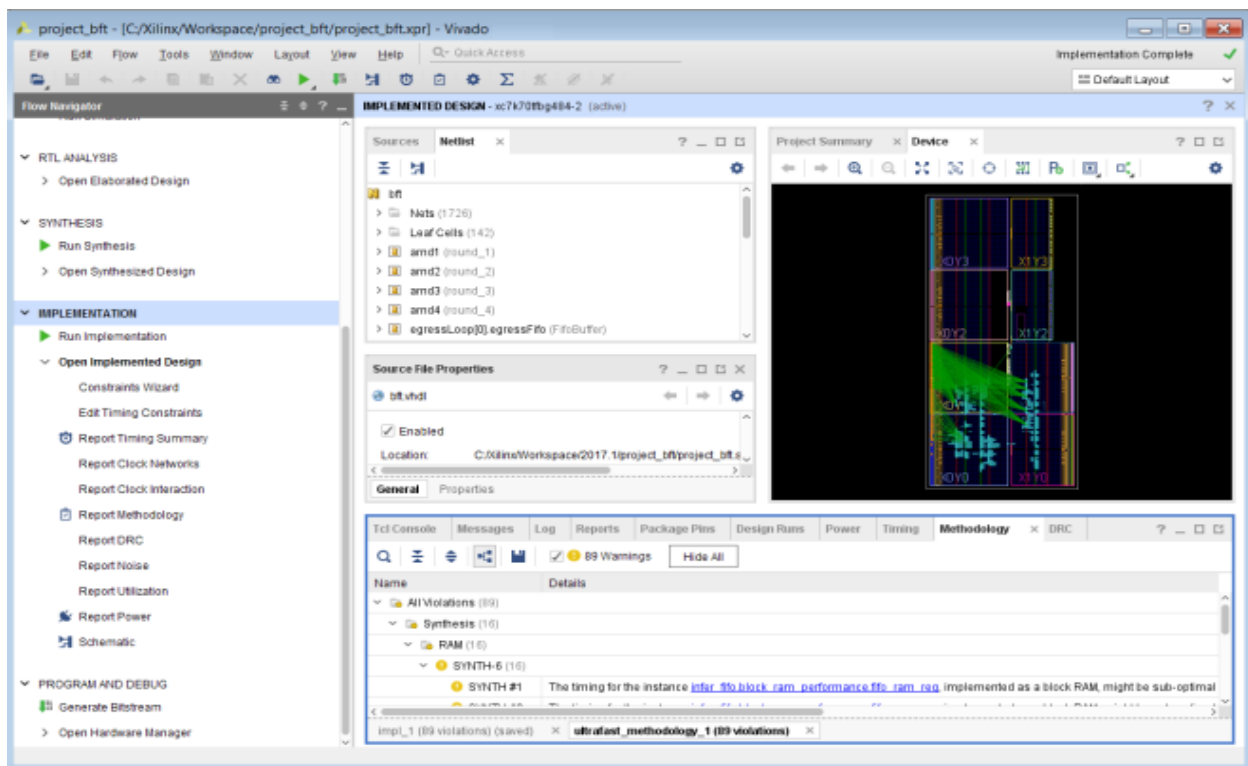 project_bft - [C:/Xilinx/Workspace/project_bft/project_bft.xpr] - Vivado
File Edit Flow Tools Window Layout View Help Quick Access
Implementation Complete
Default Layout
Flow Navigator
IMPLEMENTED DESIGN - xc7k70tfbg484-2 (active)
Run Simulation
RTL ANALYSIS
Open Elaborated Design
SYNTHESIS
Run Synthesis
Open Synthesized Design
IMPLEMENTATION
Run Implementation
Open Implemented Design
Constraints Wizard
Edit Timing Constraints
Report Timing Summary
Report Clock Networks
Report Clock Interaction
Report Methodology
Report DRC
Report Noise
Report Utilization
Report Power
Schematic
PROGRAM AND DEBUG
Generate Bitstream
Open Hardware Manager
Sources Netlist
bft
Nets (1726)
Leaf Cells (142)
arnd1 (round_1)
arnd2 (round_2)
arnd3 (round_3)
arnd4 (round_4)
egressLoop[0].egressFifo (FifoBuffer)
Source File Properties
bft.vhdl
Enabled
Location: C:/Xilinx/Workspace/2017.1/project_bft/project_bft.s
General Properties
Project Summary Device
X0Y3 X1Y3
X0Y2 X1Y2
X0Y0 X1Y0
Tcl Console Messages Log Reports Package Pins Design Runs Power Timing Methodology DRC
89 Warnings Hide All
Name Details
All Violations (89)
Synthesis (16)
RAM (16)
SYNTH-6 (16)
SYNTH #1 The timing for the instance infer_fifo.block_ram_performance.fifo_ram_reg, implemented as a block RAM, might be sub-optimal
impl_1 (89 violations) (saved) ultrafast_methodology_1 (89 violations)